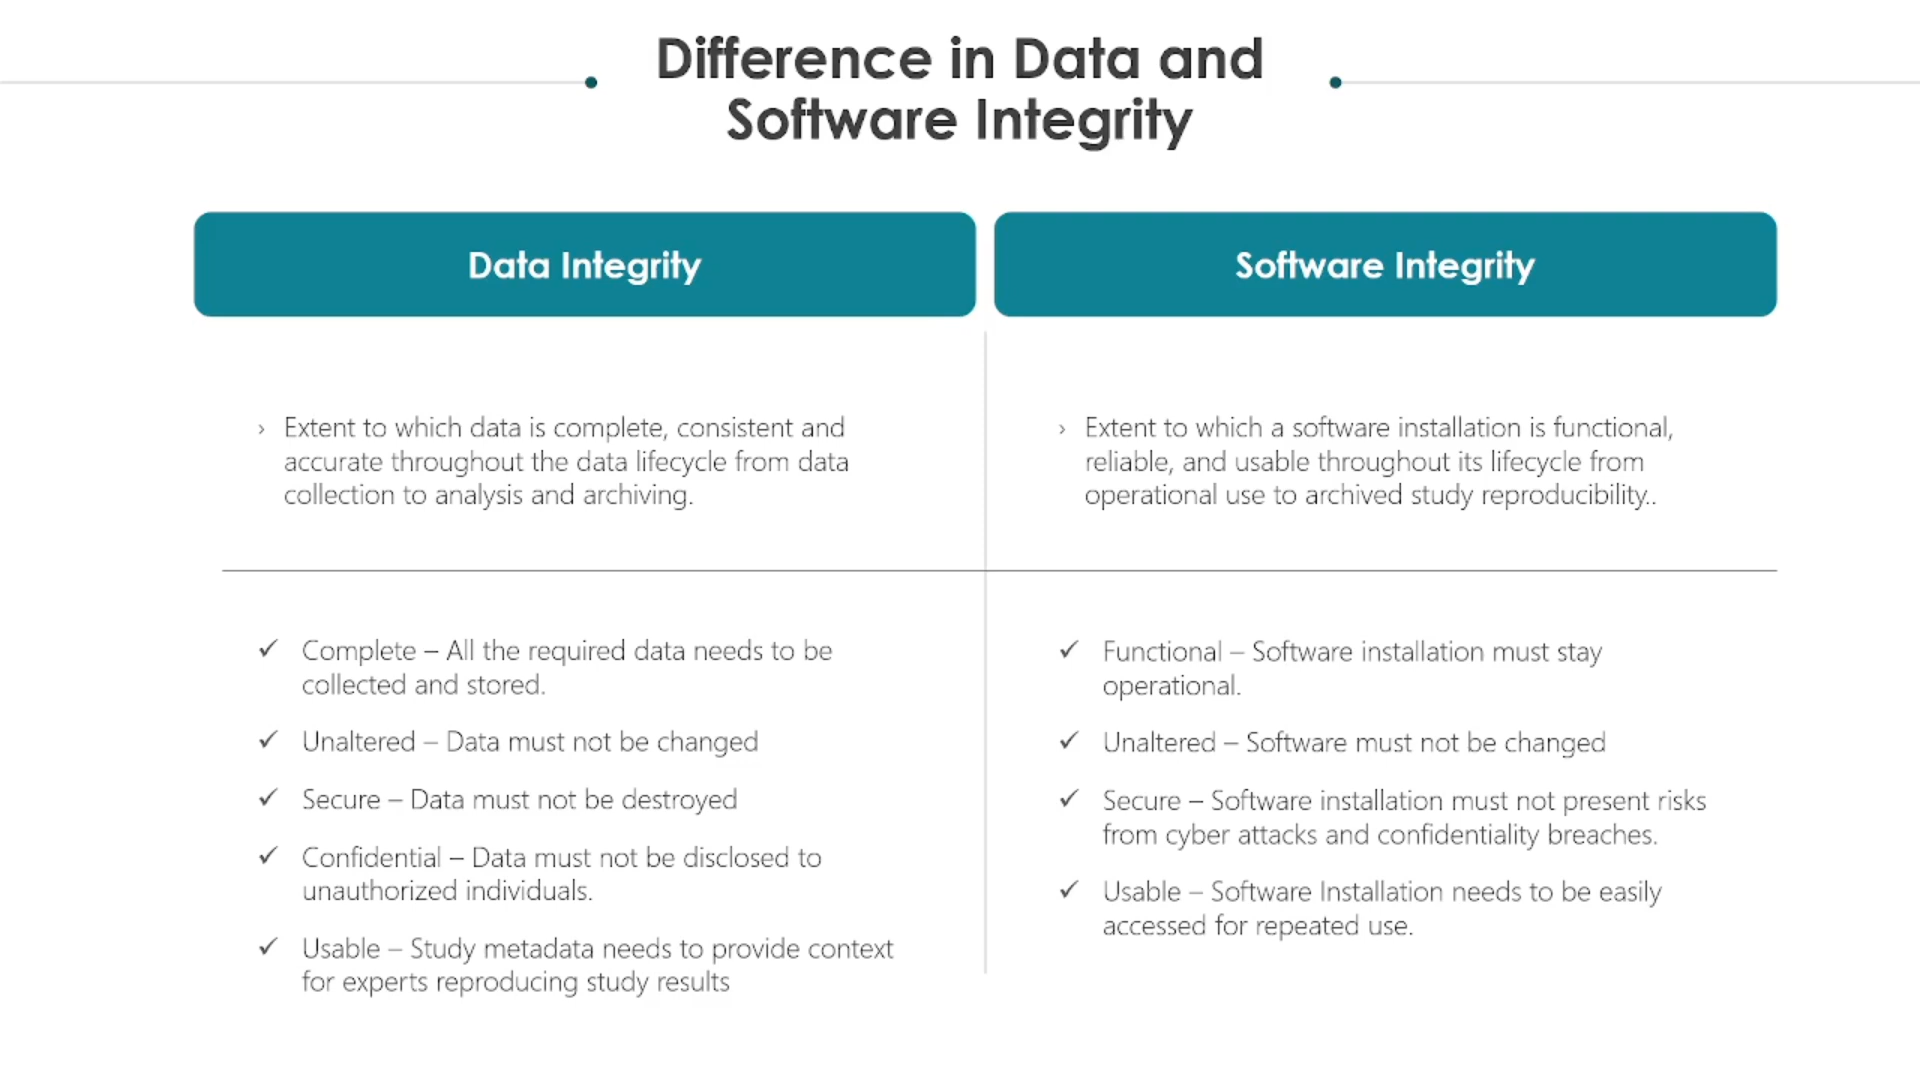 Difference in Data and
Software Integrity
Data Integrity
Software Integrity
› Extent to which data is complete, consistent and
accurate throughout the data lifecycle from data
collection to analysis and archiving.
› Extent to which a software installation is functional,
reliable, and usable throughout its lifecycle from
operational use to archived study reproducibility..
✓ Complete – All the required data needs to be
collected and stored.
✓ Unaltered – Data must not be changed
✓ Secure – Data must not be destroyed
✓ Confidential – Data must not be disclosed to
unauthorized individuals.
✓ Usable – Study metadata needs to provide context
for experts reproducing study results
✓ Functional – Software installation must stay
operational.
✓ Unaltered – Software must not be changed
✓ Secure – Software installation must not present risks
from cyber attacks and confidentiality breaches.
✓ Usable – Software Installation needs to be easily
accessed for repeated use.